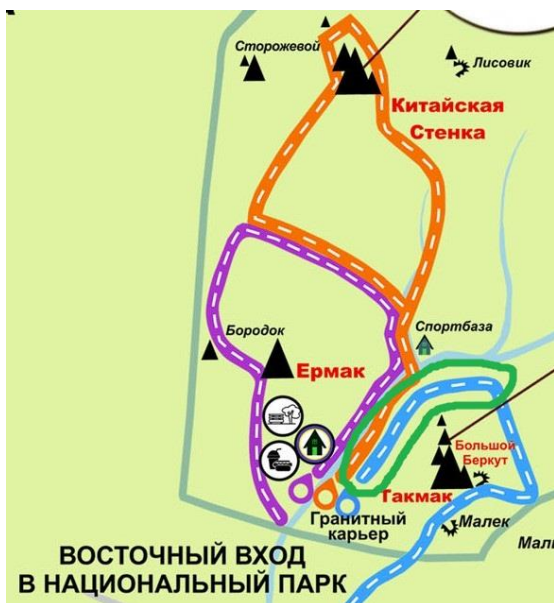 Сторожевой
Лисовик
Китайская
Стенка
Спортбаза
Бородок
Ермак
Большой
Беркут
Такмак
Гранитный
карьер
Малек
ВОСТОЧНЫЙ ВХОД
В НАЦИОНАЛЬНЫЙ ПАРК